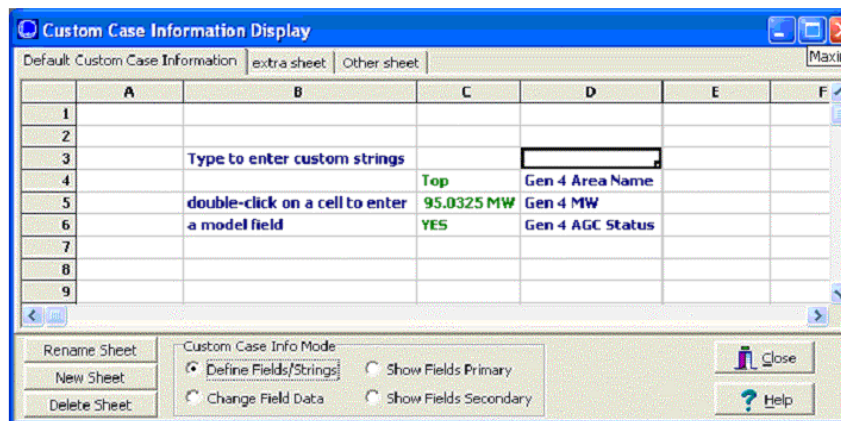 Custom Case Information Display
Default Custom Case Information extra sheet Other sheet
A B C D E F
1
2
3 Type to enter custom strings
4 Top Gen 4 Area Name
5 double-click on a cell to enter 95.0325 MW Gen 4 MW
6 a model field YES Gen 4 AGC Status
7
8
9
Rename Sheet
New Sheet
Delete Sheet
Custom Case Info Mode
Define Fields/Strings Show Fields Primary
Change Field Data Show Fields Secondary
Close
? Help